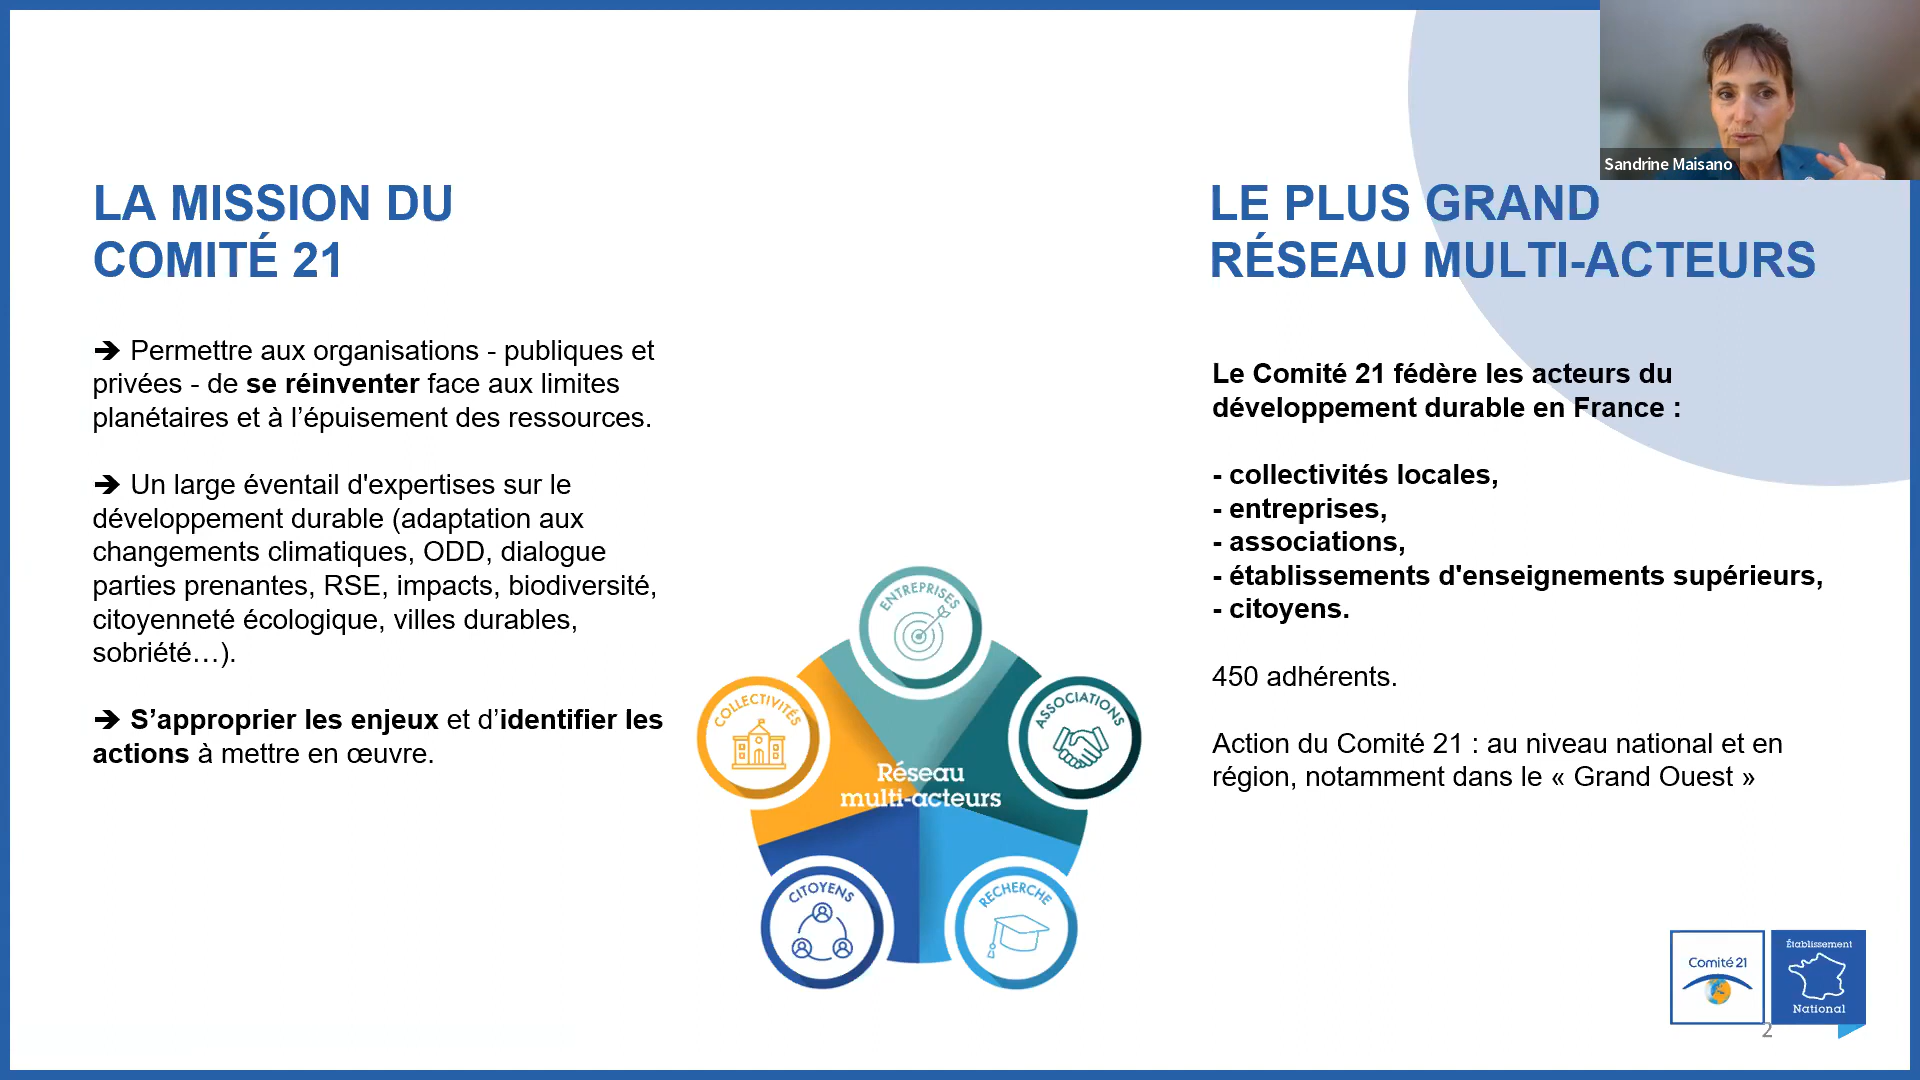 Sandrine Maisano
LA MISSION DU
COMITÉ 21
➔ Permettre aux organisations - publiques et
privées - de se réinventer face aux limites
planétaires et à l’épuisement des ressources.
➔ Un large éventail d'expertises sur le
développement durable (adaptation aux
changements climatiques, ODD, dialogue
parties prenantes, RSE, impacts, biodiversité,
citoyenneté écologique, villes durables,
sobriété…).
➔ S’approprier les enjeux et d’identifier les
actions à mettre en œuvre.
ENTREPRISES
COLLECTIVITÉS
ASSOCIATIONS
Réseau
multi-acteurs
CITOYENS
RECHERCHE
LE PLUS GRAND
RÉSEAU MULTI-ACTEURS
Le Comité 21 fédère les acteurs du
développement durable en France :
- collectivités locales,
- entreprises,
- associations,
- établissements d'enseignements supérieurs,
- citoyens.
450 adhérents.
Action du Comité 21 : au niveau national et en
région, notamment dans le « Grand Ouest »
Comité 21
Établissement
National
2